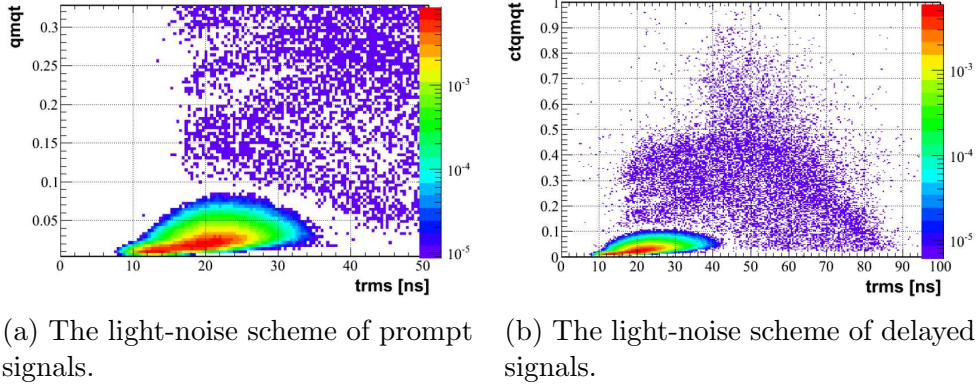 qmqt
0.3
0.25
0.2
0.15
0.1
0.05
0 10 20 30 40 50
trms [ns]
10-3
10-4
10-5
ctqmqt
1
0.9
0.8
0.7
0.6
0.5
0.4
0.3
0.2
0.1
0
0 10 20 30 40 50 60 70 80 90 100
trms [ns]
10-3
10-4
10-5
(a) The light-noise scheme of prompt
signals.
(b) The light-noise scheme of delayed
signals.